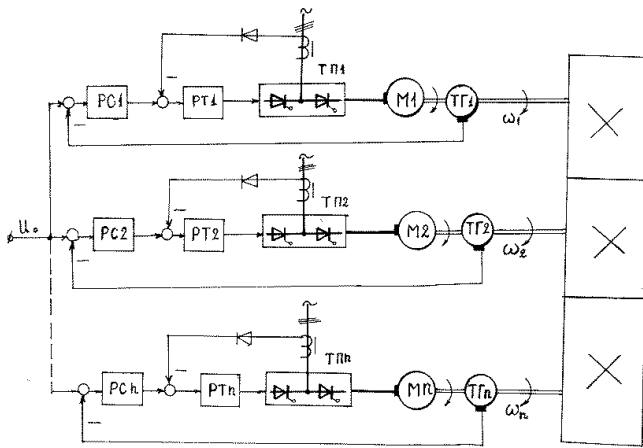 ТП1
РС1
РТ1
М1
ТГ1
ω₁
U₀
ТП2
РС2
РТ2
М2
ТГ2
ω₂
ТПn
РСn
РТn
Мn
ТГn
ωₙ